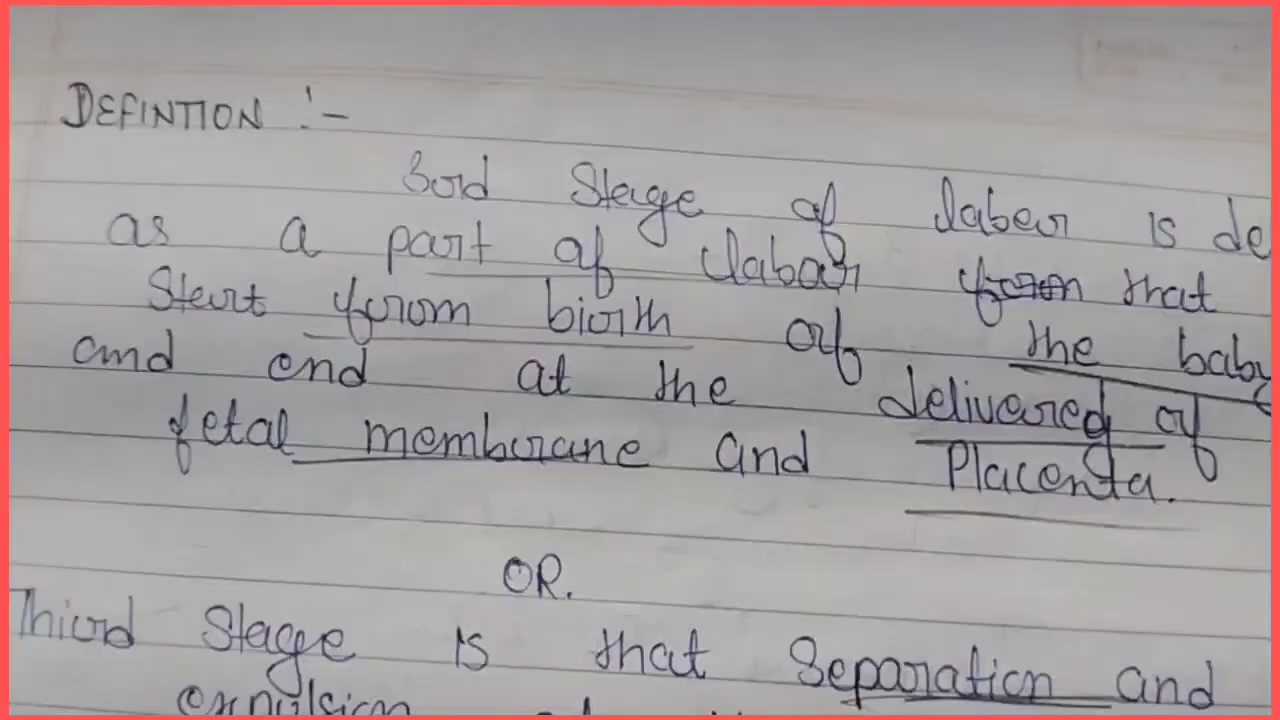 DEFINTION :-
3rd Stage of labour is de
as a part of labour from that
Start from birth of the baby
and end at the delivered of
fetal membrane and Placenta.
OR.
Third Stage is that Separation and
expulsion